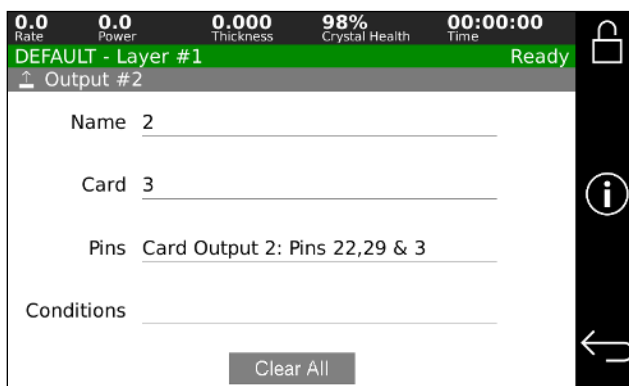 0.0 0.0 0.000 98% 00:00:00
Rate Power Thickness Crystal Health Time
DEFAULT - Layer #1 Ready
Output #2
Name 2
Card 3
Pins Card Output 2: Pins 22,29 & 3
Conditions
Clear All